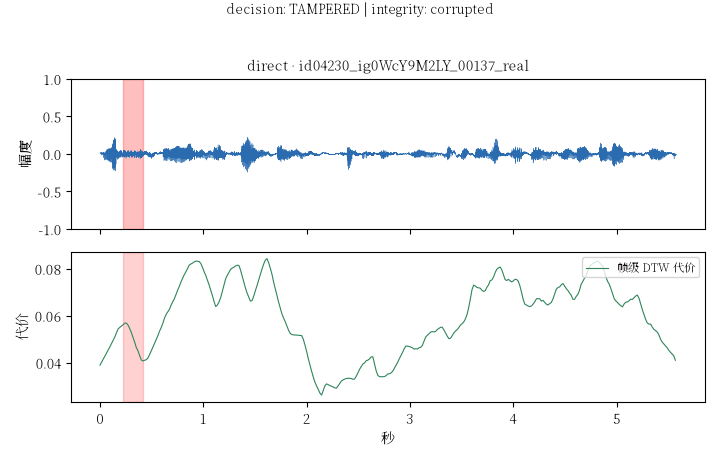 decision: TAMPERED | integrity: corrupted
direct · id04230_ig0WcY9M2LY_00137_real
1.0
0.5
0.0
-0.5
-1.0
幅度
帧级 DTW 代价
0.08
0.06
0.04
代价
0 1 2 3 4 5
秒